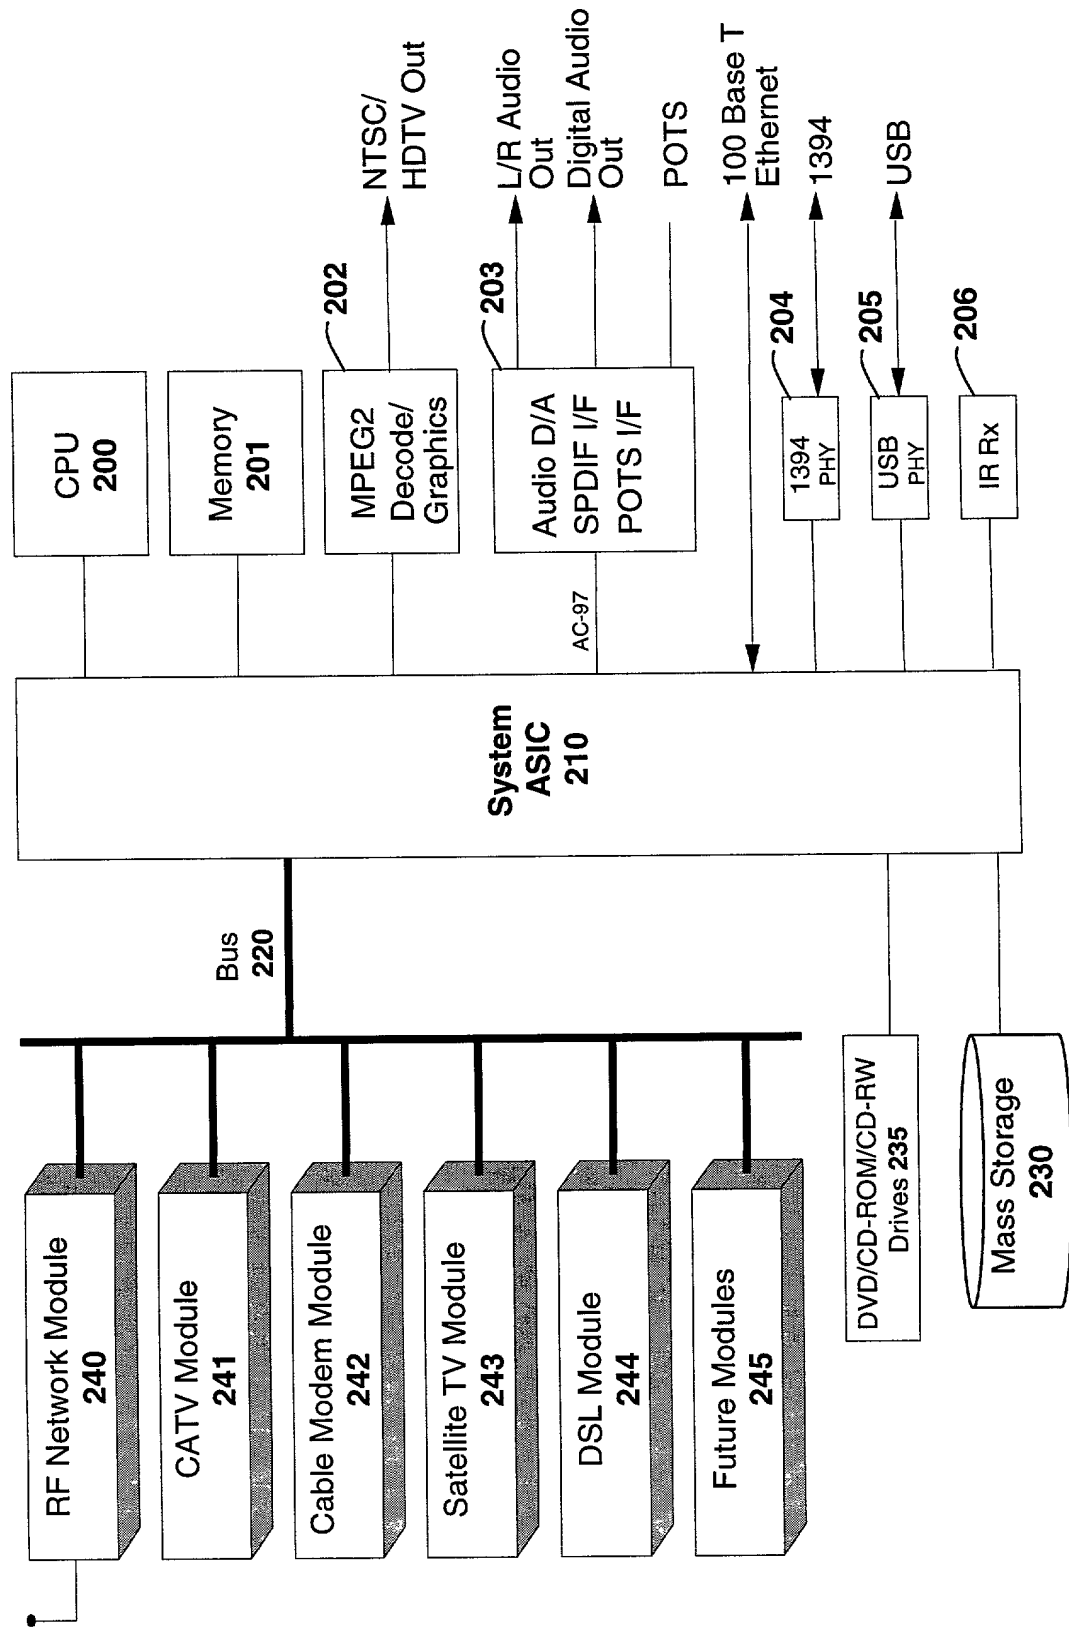 RF Network Module
240
CATV Module
241
Cable Modem Module
242
Satellite TV Module
243
DSL Module
244
Future Modules
245
DVD/CD-ROM/CD-RW
Drives 235
Mass Storage
230
Bus
220
System
ASIC
210
AC-97
CPU
200
Memory
201
MPEG2
Decode/
Graphics
202
Audio D/A
SPDIF I/F
POTS I/F
203
1394
PHY
204
USB
PHY
205
IR Rx
206
NTSC/
HDTV Out
L/R Audio
Out
Digital Audio
Out
POTS
100 Base T
Ethernet
1394
USB